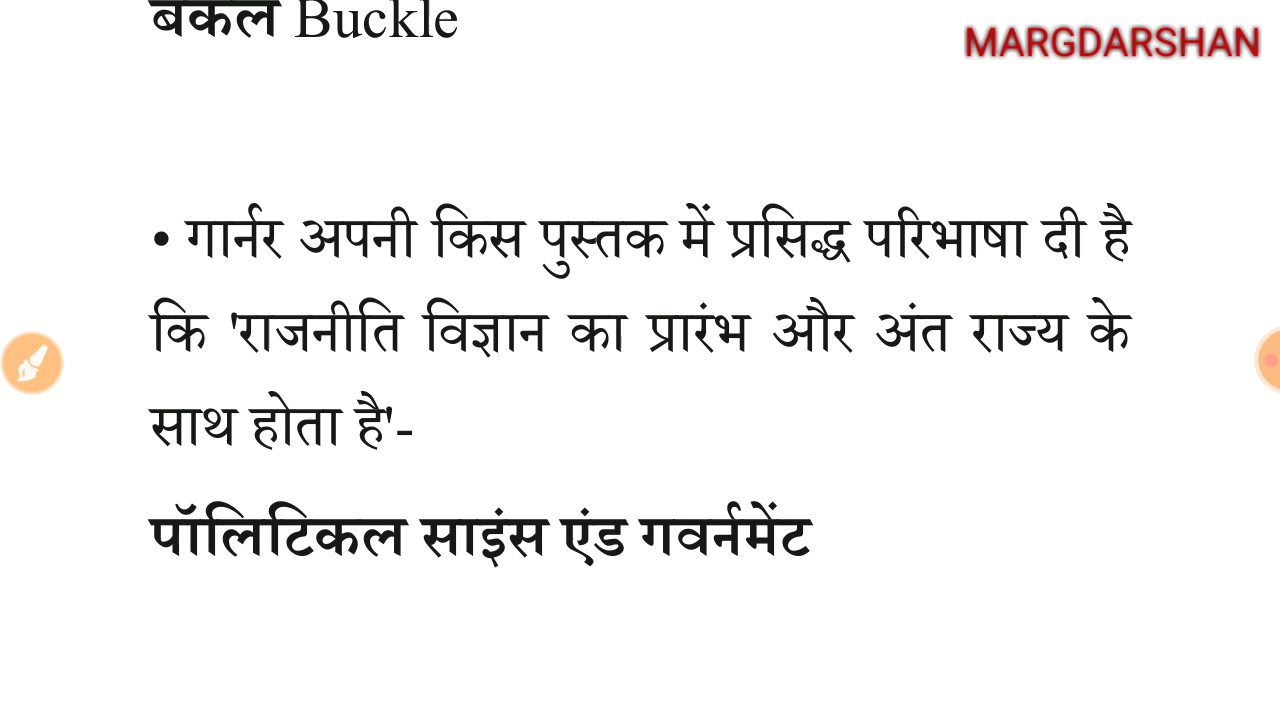 बकल Buckle
MARGDARSHAN
• गार्नर अपनी किस पुस्तक में प्रसिद्ध परिभाषा दी है
कि 'राजनीति विज्ञान का प्रारंभ और अंत राज्य के
साथ होता है'-
पॉलिटिकल साइंस एंड गवर्नमेंट